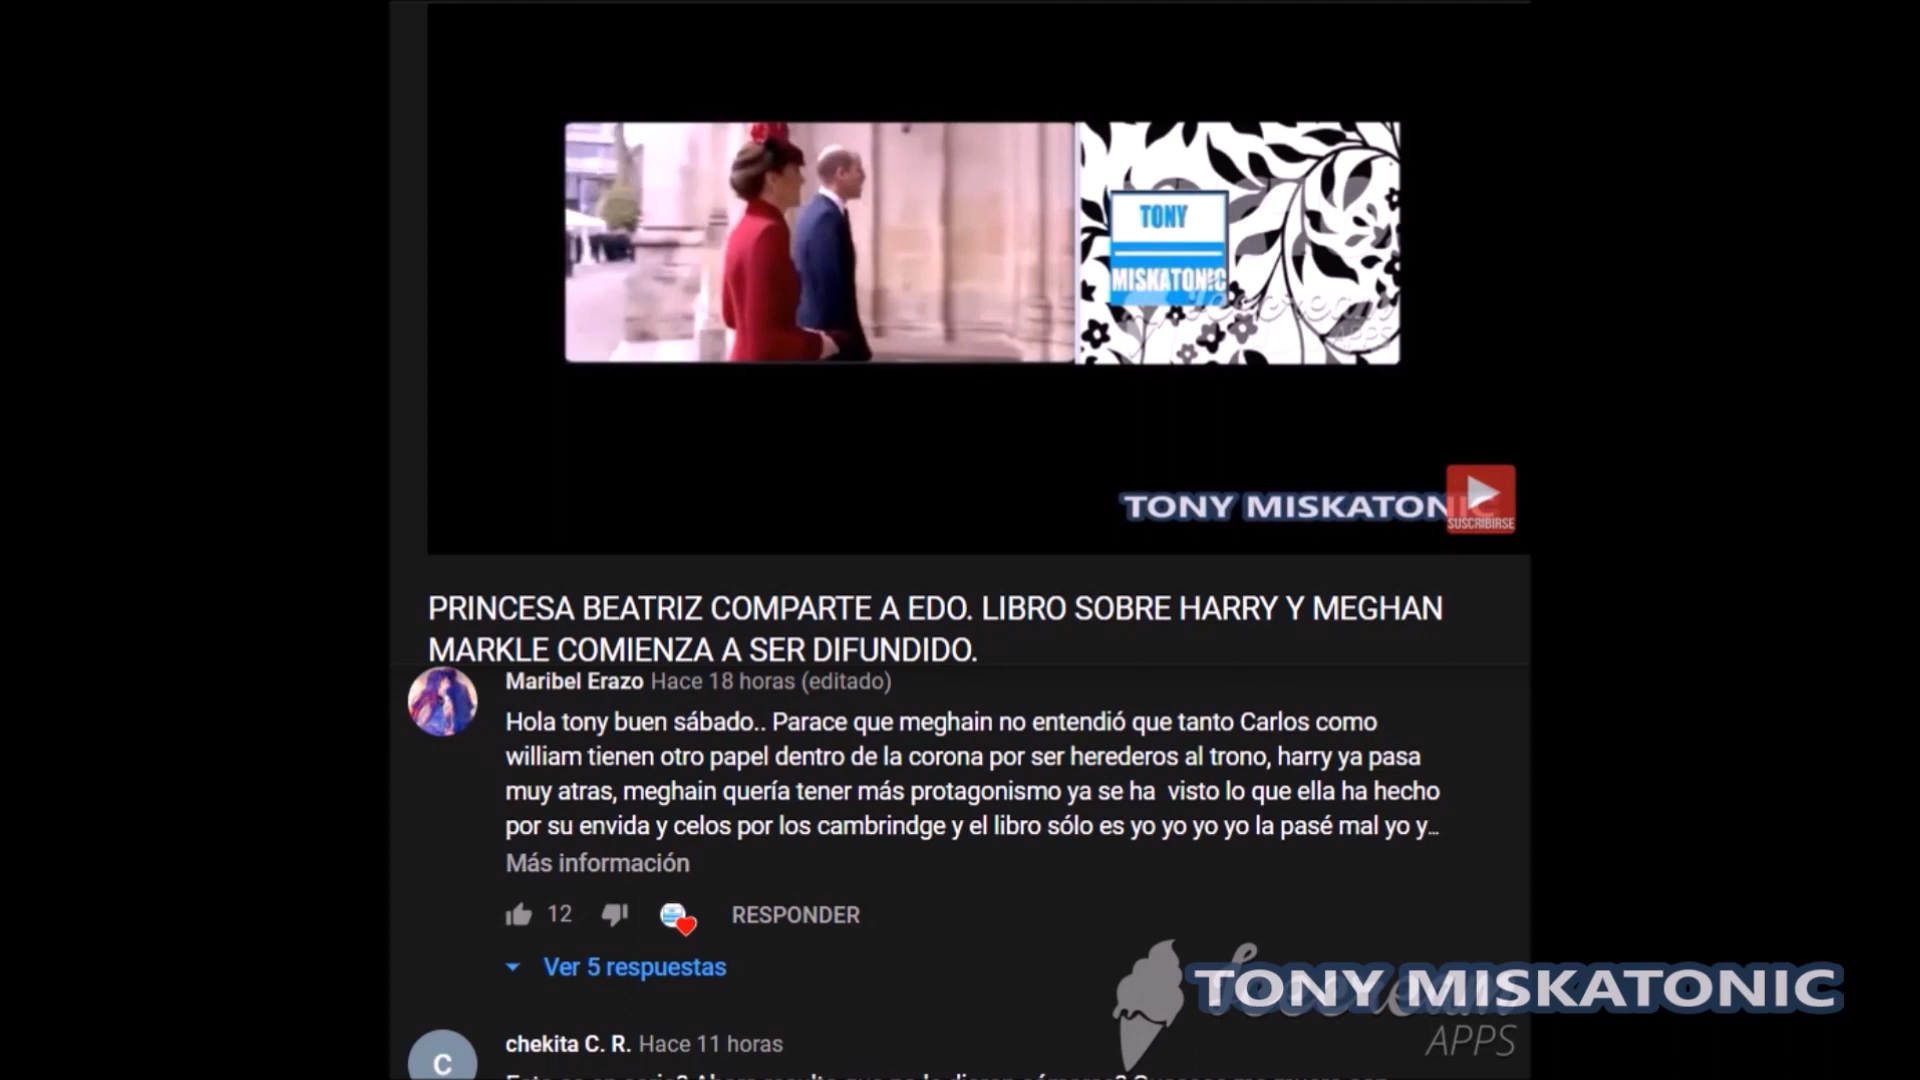 TONY
MISKATONIC
TONY MISKATONIC
SUSCRIBIRSE
PRINCESA BEATRIZ COMPARTE A EDO. LIBRO SOBRE HARRY Y MEGHAN
MARKLE COMIENZA A SER DIFUNDIDO.
Maribel Erazo Hace 18 horas (editado)
Hola tony buen sábado.. Parace que meghain no entendió que tanto Carlos como
william tienen otro papel dentro de la corona por ser herederos al trono, harry ya pasa
muy atras, meghain quería tener más protagonismo ya se ha visto lo que ella ha hecho
por su envida y celos por los cambrindge y el libro sólo es yo yo yo yo la pasé mal yo y…
Más información
12
RESPONDER
Ver 5 respuestas
TONY MISKATONIC
APPS
C
chekita C. R. Hace 11 horas